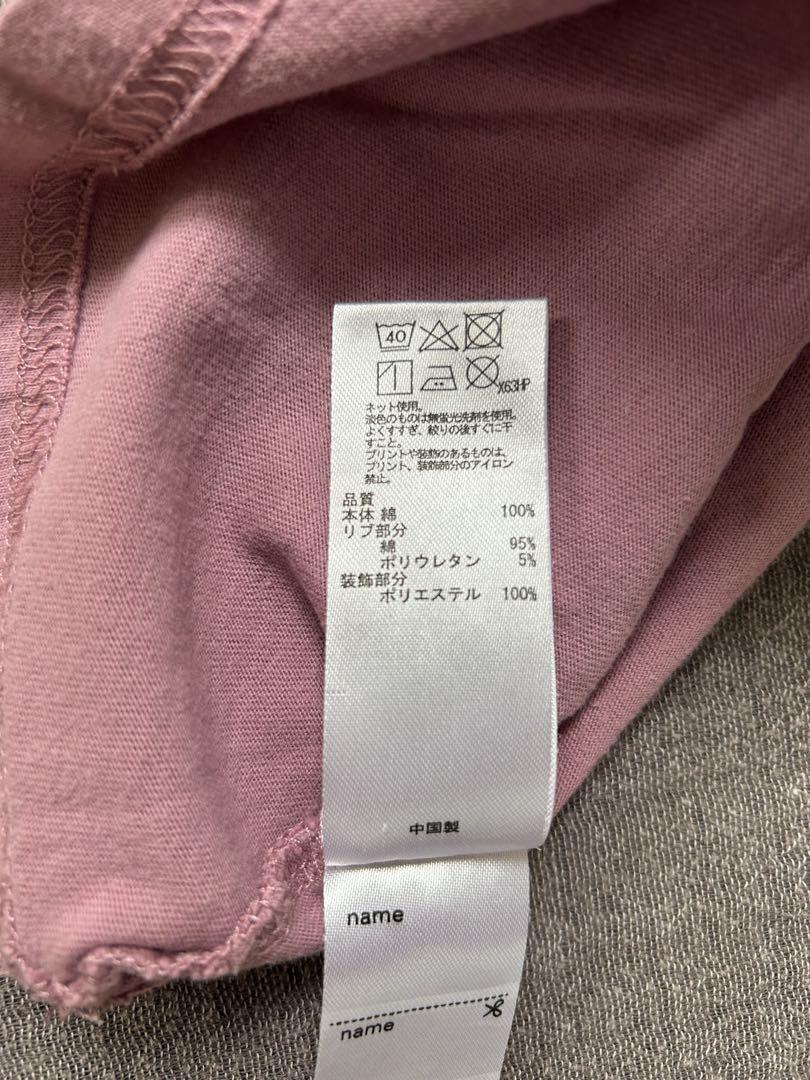 40
X63HP
ネット使用。
淡色のものは無蛍光洗剤を使用。
よくすすぎ、絞りの後すぐに干
すこと。
プリントや装飾のあるものは、
プリント、装飾部分のアイロン
禁止。
品質
本体 綿 100%
リブ部分
綿 95%
ポリウレタン 5%
装飾部分
ポリエステル 100%
中国製
name
name